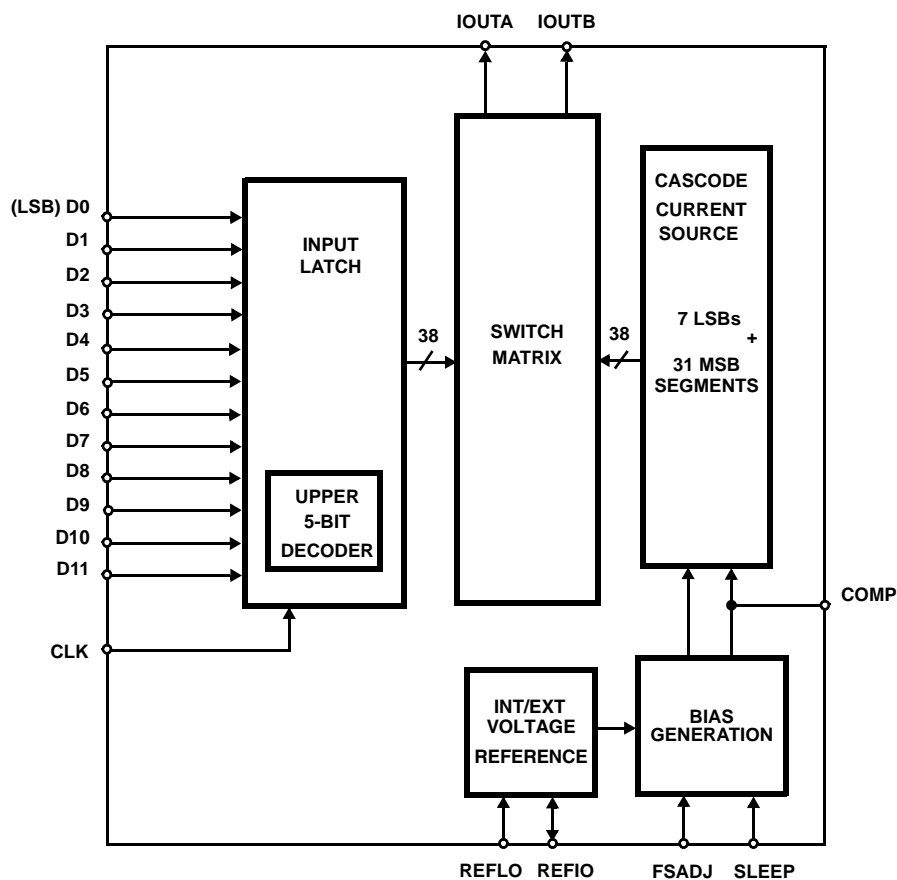 IOUTA IOUTB
(LSB) D0
D1
D2
D3
D4
D5
D6
D7
D8
D9
D10
D11
CLK
INPUT
LATCH
UPPER
5-BIT
DECODER
38
SWITCH
MATRIX
38
CASCODE
CURRENT
SOURCE
7 LSBs
+
31 MSB
SEGMENTS
COMP
INT/EXT
VOLTAGE
REFERENCE
BIAS
GENERATION
REFLO REFIO FSADJ SLEEP